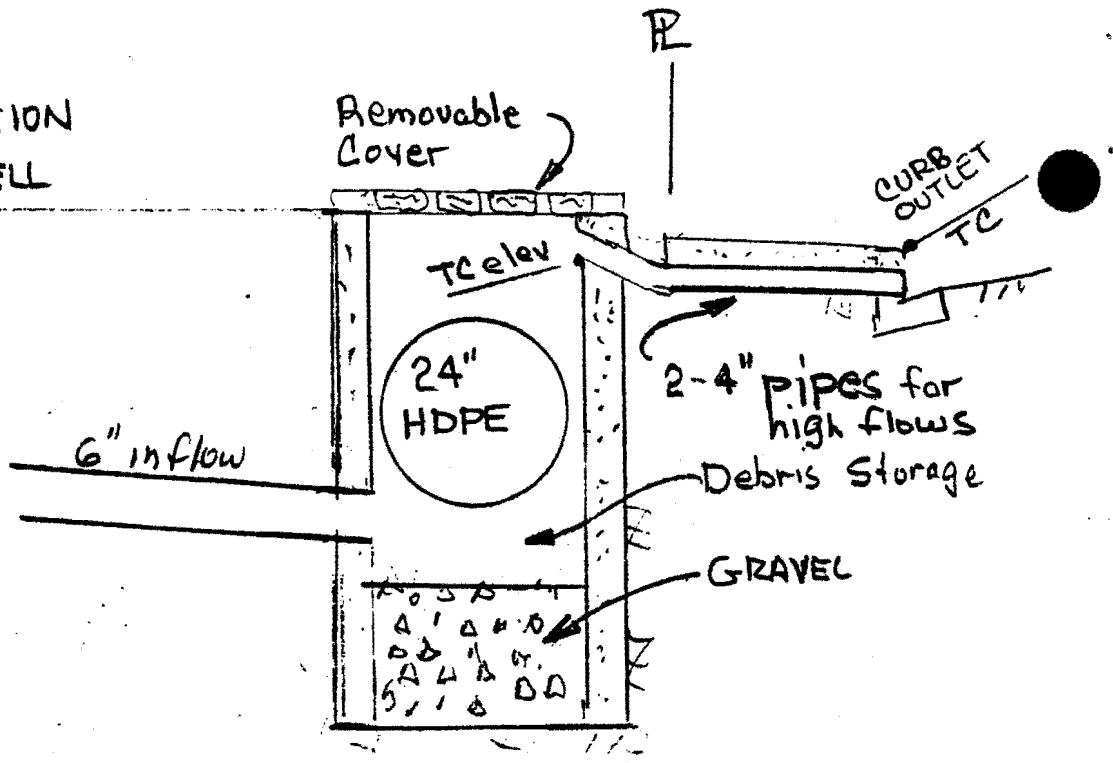 TION
ELL
Removable
Cover
PL
CURB
OUTLET
TC
TC elev
24"
HDPE
2-4" pipes for
high flows
6" inflow
Debris Storage
GRAVEL